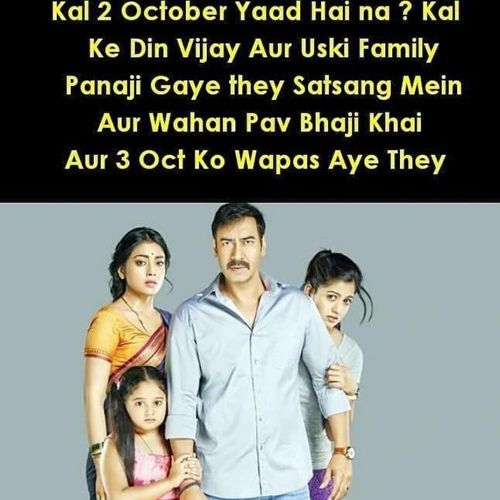 Kal 2 October Yaad Hai na ? Kal
Ke Din Vijay Aur Uski Family
Panaji Gaye they Satsang Mein
Aur Wahan Pav Bhaji Khai
Aur 3 Oct Ko Wapas Aye They